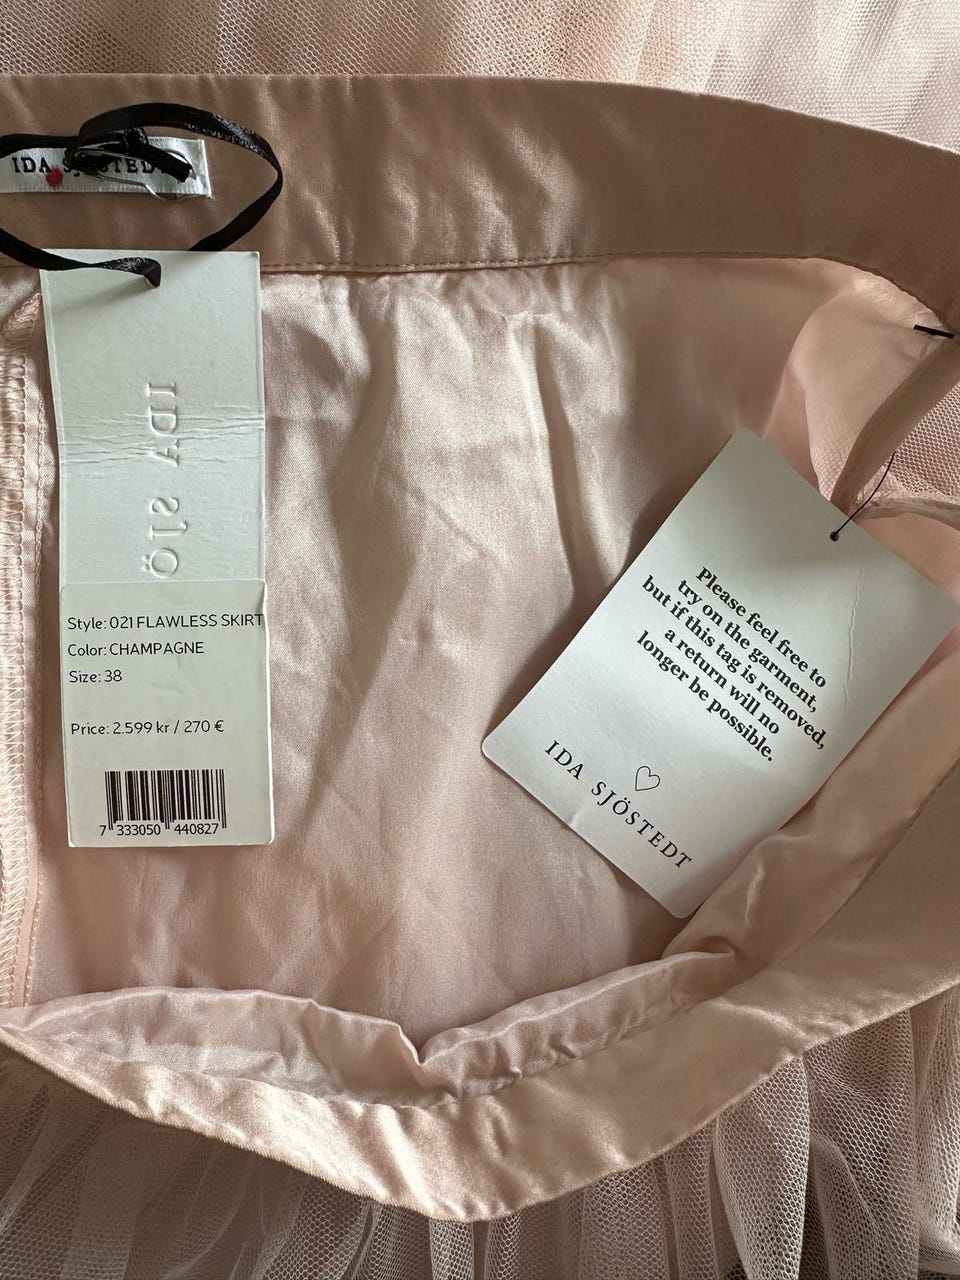 IDA SJÖSTEDT
IDA SJÖ
Style: 021 FLAWLESS SKIRT
Color: CHAMPAGNE
Size: 38
Price: 2.599 kr / 270 €
7 333050 440827
Please feel free to
try on the garment,
but if this tag is removed,
a return will no
longer be possible.
IDA SJÖSTEDT